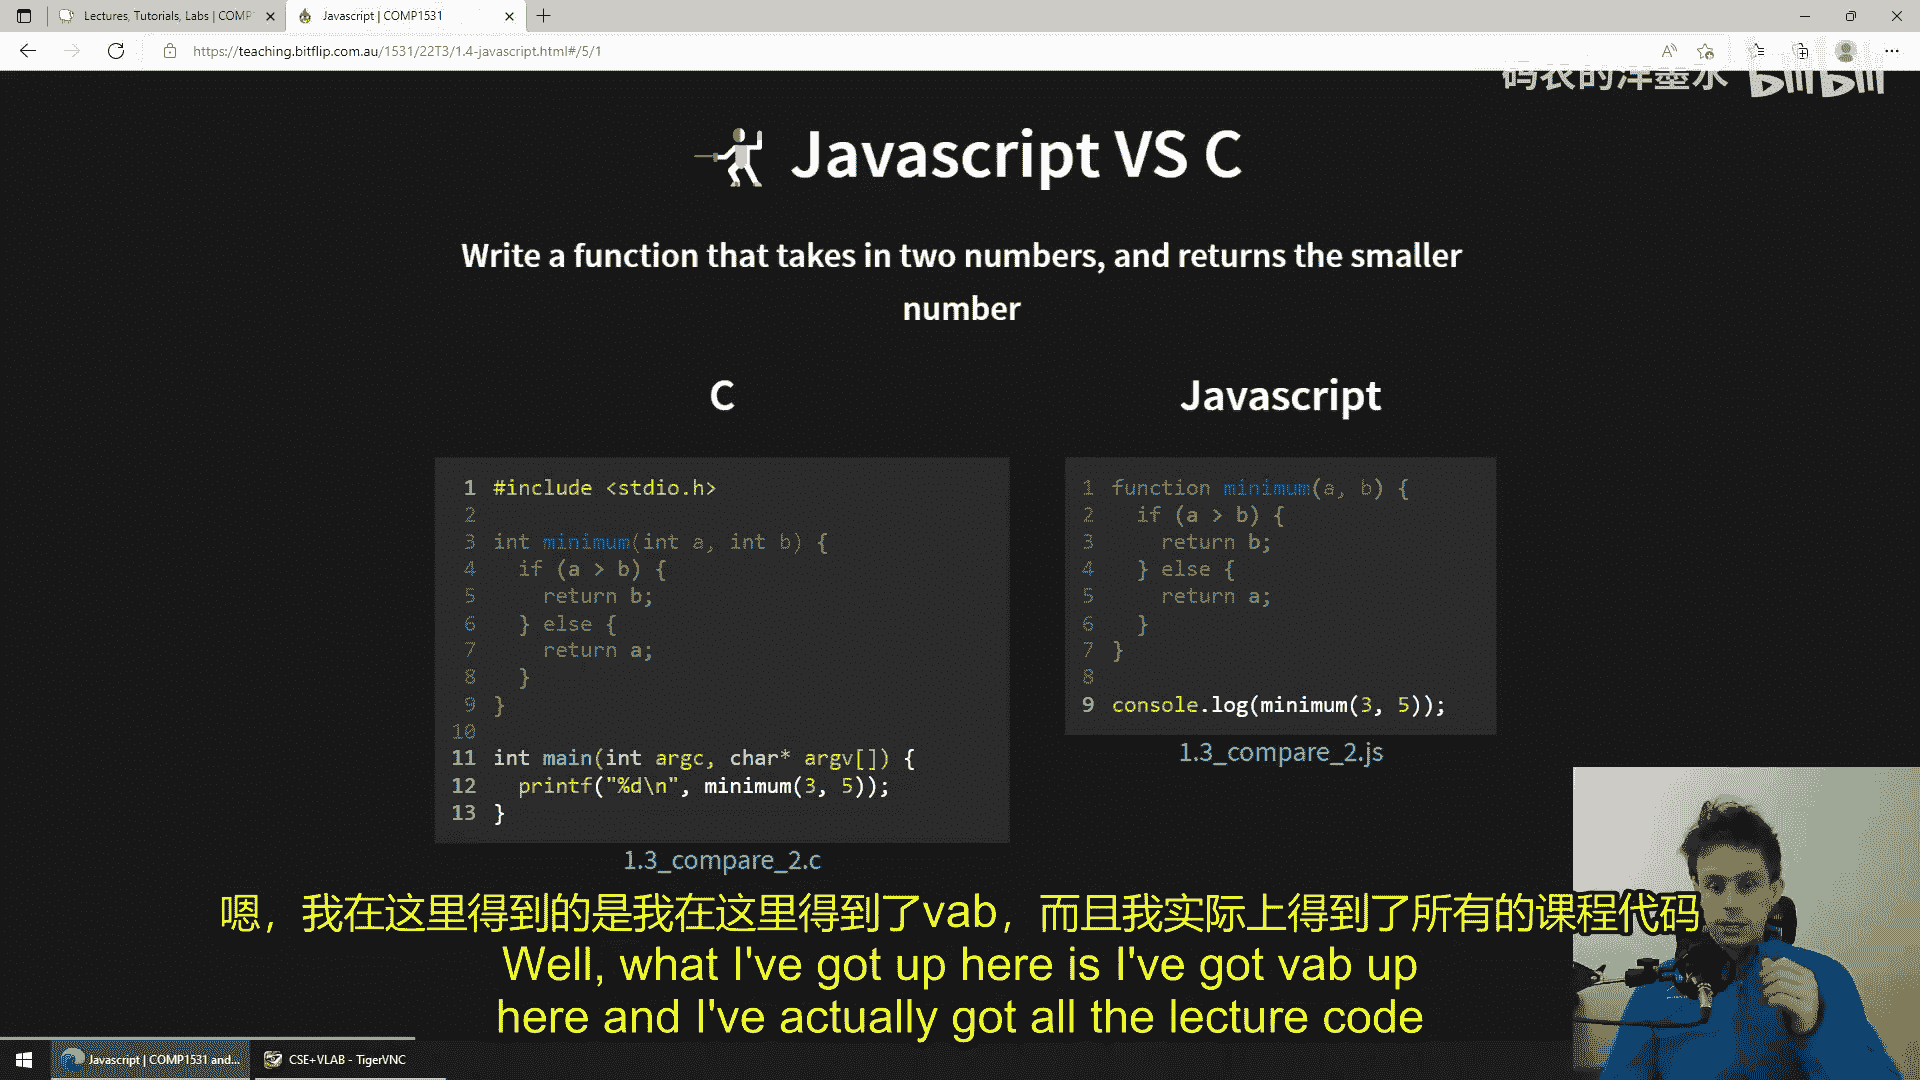 Lectures, Tutorials, Labs | COMP
Javascript | COMP1531
https://teaching.bitflip.com.au/1531/22T3/1.4-javascript.html#/5/1
码农的洋墨水 bilibili
Javascript VS C
Write a function that takes in two numbers, and returns the smaller
number
C
1 #include <stdio.h>
2
3 int minimum(int a, int b) {
4   if (a > b) {
5     return b;
6   } else {
7     return a;
8   }
9 }
10
11 int main(int argc, char* argv[]) {
12   printf("%d\n", minimum(3, 5));
13 }
1.3_compare_2.c
Javascript
1 function minimum(a, b) {
2   if (a > b) {
3     return b;
4   } else {
5     return a;
6   }
7 }
8
9 console.log(minimum(3, 5));
1.3_compare_2.js
嗯，我在这里得到的是我在这里得到了vab，而且我实际上得到了所有的课程代码
Well, what I've got up here is I've got vab up
here and I've actually got all the lecture code
Javascript | COMP1531 and...
CSE+VLAB - TigerVNC